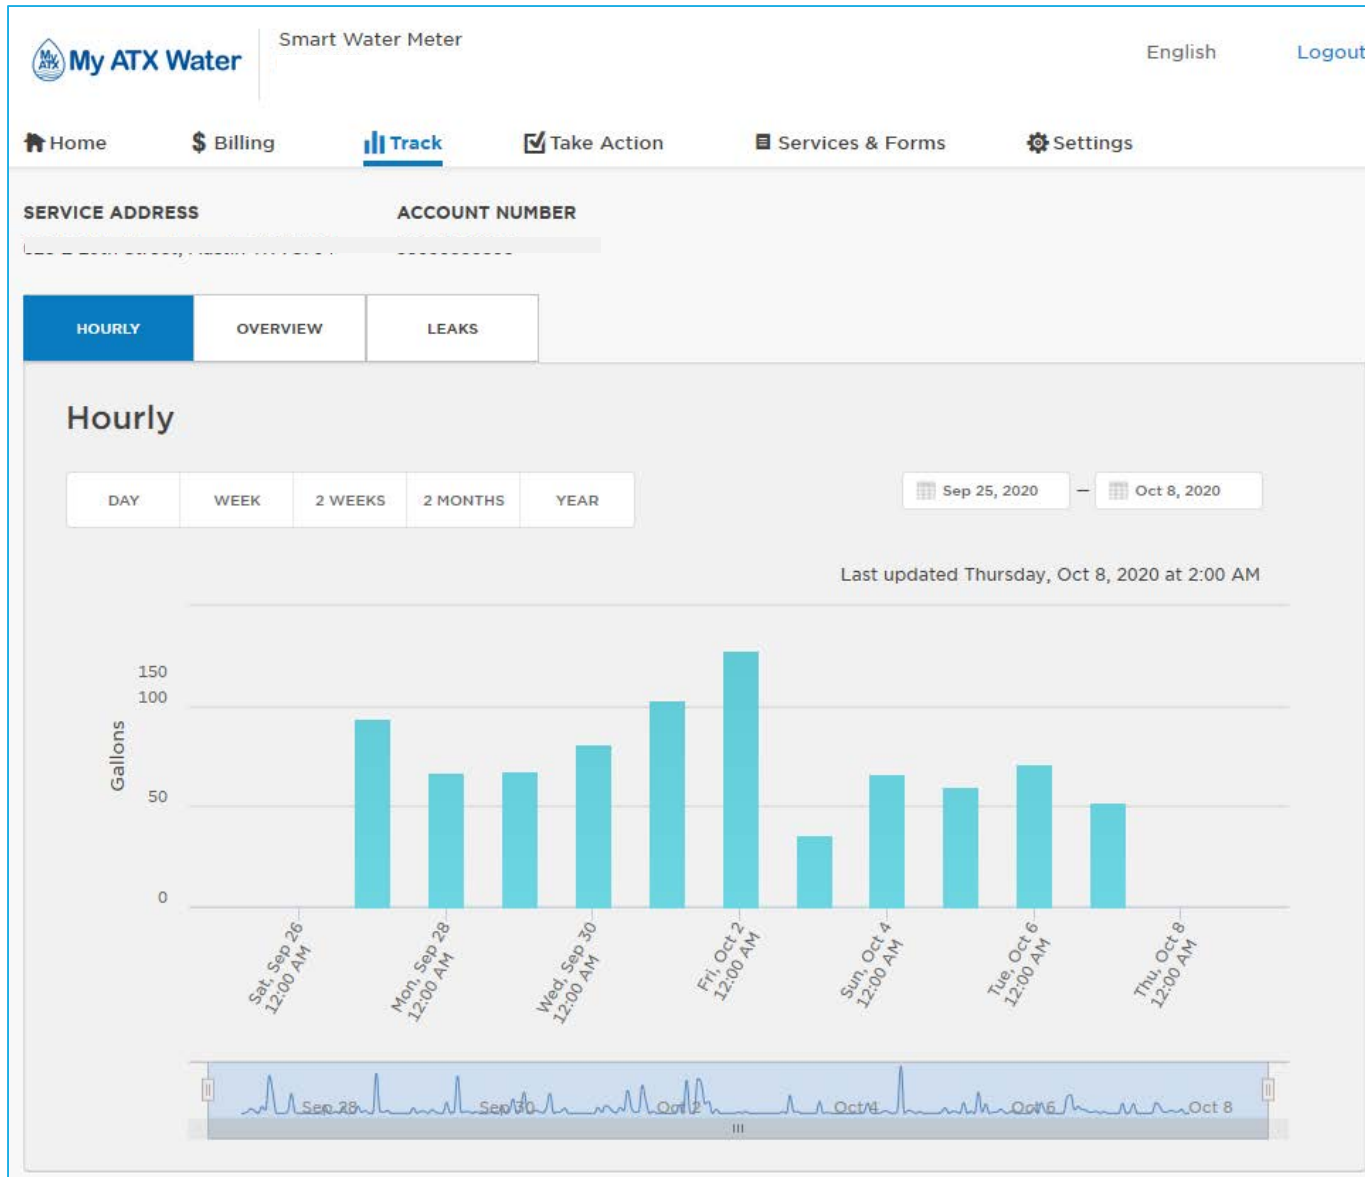 My ATX
My ATX Water
Smart Water Meter
English
Logout
Home
$ Billing
Track
Take Action
Services & Forms
Settings
SERVICE ADDRESS
ACCOUNT NUMBER
HOURLY
OVERVIEW
LEAKS
Hourly
DAY
WEEK
2 WEEKS
2 MONTHS
YEAR
Sep 25, 2020 – Oct 8, 2020
Last updated Thursday, Oct 8, 2020 at 2:00 AM
150
100
Gallons
50
0
Sat, Sep 26
12:00 AM
Mon, Sep 28
12:00 AM
Wed, Sep 30
12:00 AM
Fri, Oct 2
12:00 AM
Sun, Oct 4
12:00 AM
Tue, Oct 6
12:00 AM
Thu, Oct 8
12:00 AM
Sep 28
Sep 30
Oct 2
Oct 4
Oct 6
Oct 8